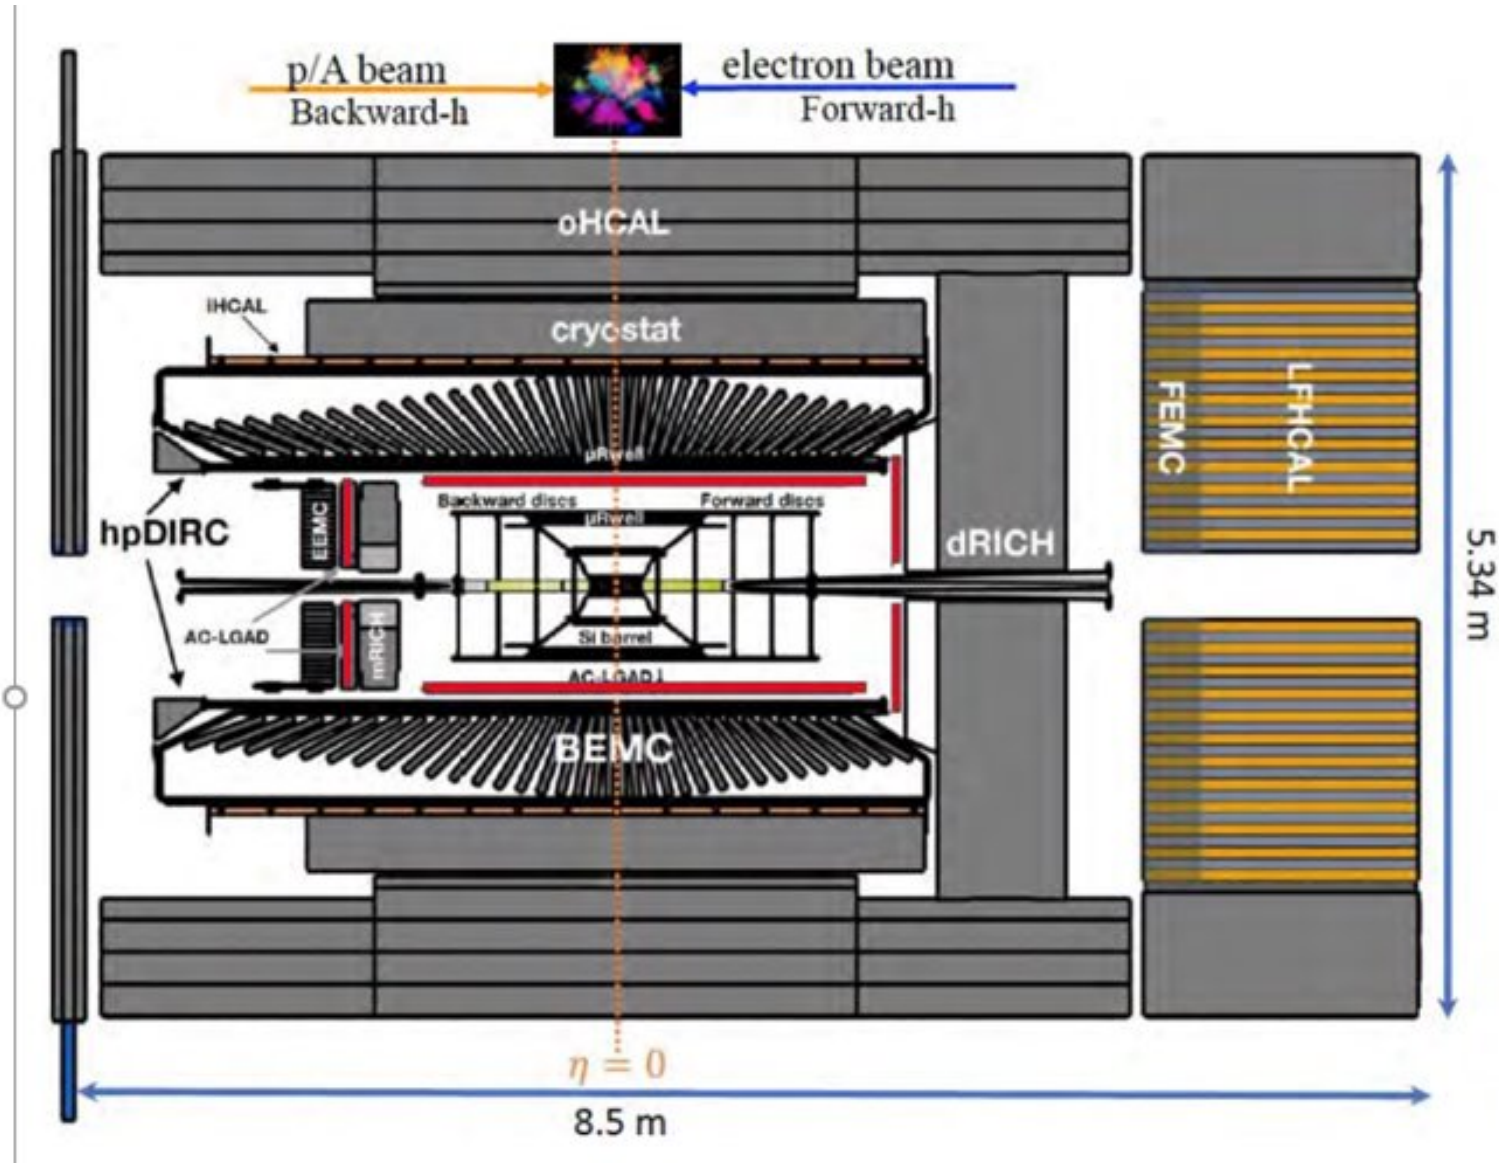 p/A beam
Backward-h
electron beam
Forward-h
oHCAL
iHCAL
cryostat
μRwell
Backward discs
Forward discs
μRwell
EEMC
hpDIRC
dRICH
FEMC
LFHCAL
AC-LGAD
mRICH
Si barrel
AC-LGAD↓
BEMC
5.34 m
η = 0
8.5 m